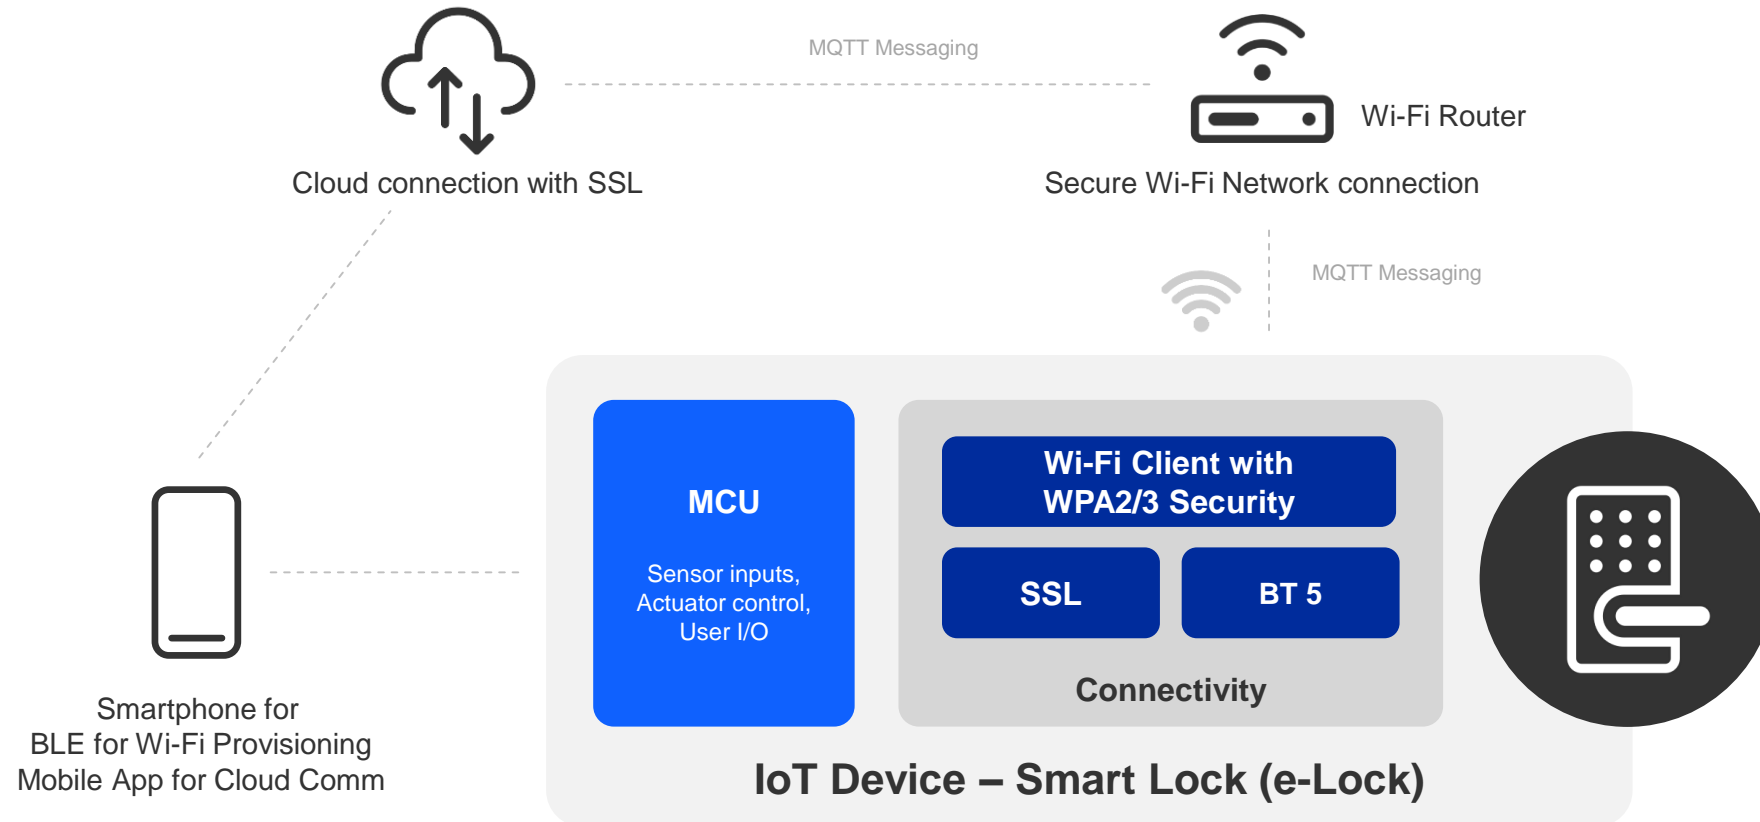 MQTT Messaging
Wi-Fi Router
Cloud connection with SSL
Secure Wi-Fi Network connection
MQTT Messaging
Wi-Fi Client with
WPA2/3 Security
MCU
Sensor inputs,
Actuator control,
User I/O
SSL
BT 5
Connectivity
Smartphone for
BLE for Wi-Fi Provisioning
Mobile App for Cloud Comm
IoT Device – Smart Lock (e-Lock)